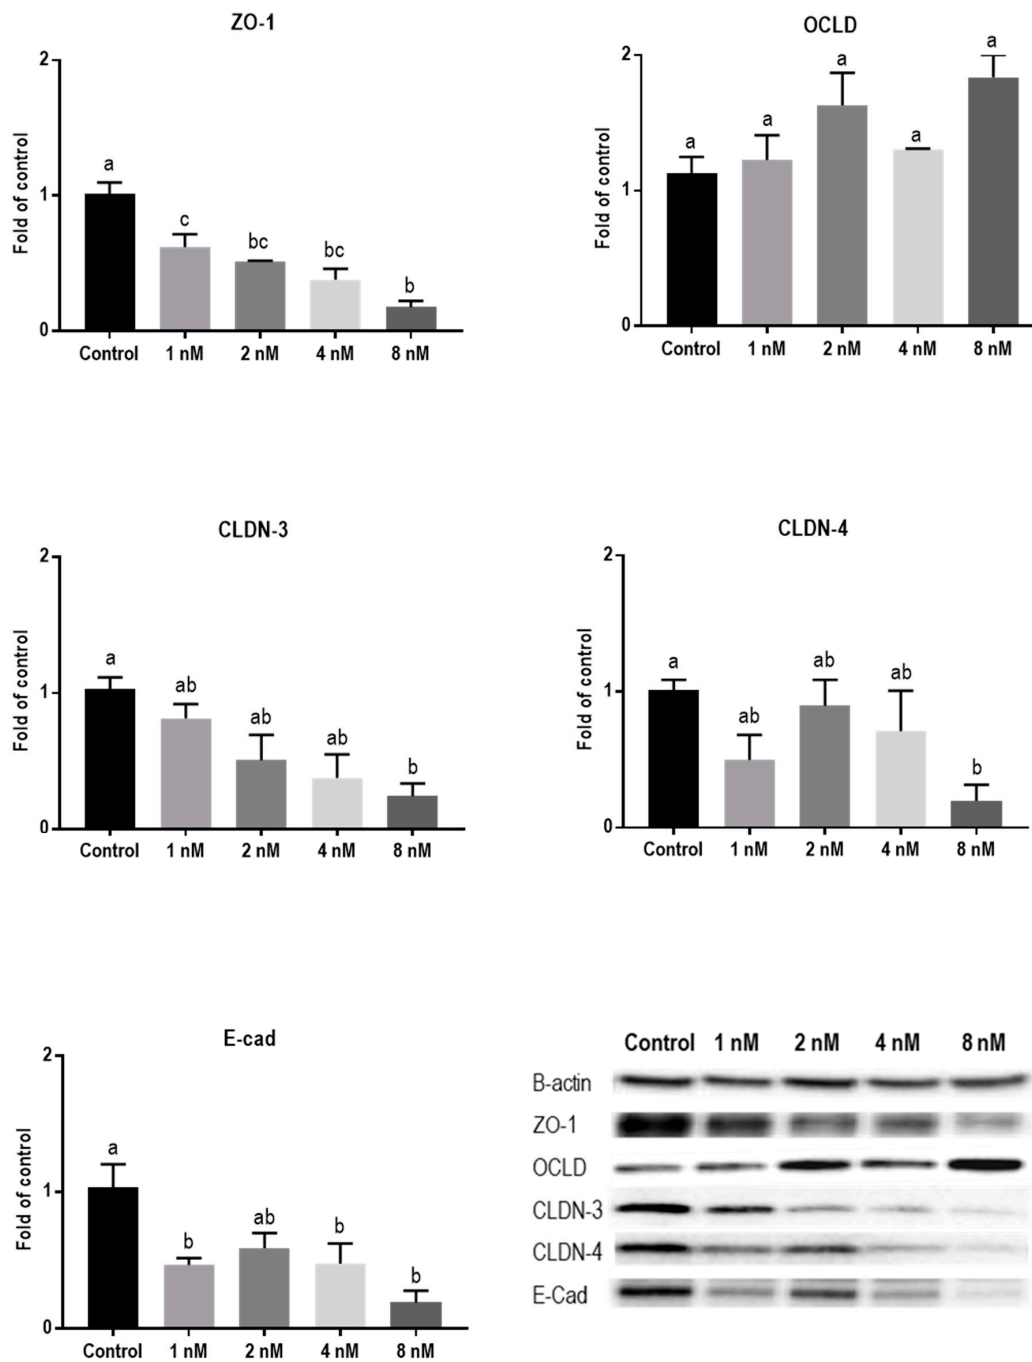 ZO-1
2
1
0
Fold of control
a
c
bc
bc
b
Control 1 nM 2 nM 4 nM 8 nM
OCLD
2
1
0
Fold of control
a
a
a
a
a
Control 1 nM 2 nM 4 nM 8 nM
CLDN-3
2
1
0
Fold of control
a
ab
ab
ab
b
Control 1 nM 2 nM 4 nM 8 nM
CLDN-4
2
1
0
Fold of control
a
ab
ab
ab
b
Control 1 nM 2 nM 4 nM 8 nM
E-cad
2
1
0
Fold of control
a
b
ab
b
b
Control 1 nM 2 nM 4 nM 8 nM
Control 1 nM 2 nM 4 nM 8 nM
B-actin
ZO-1
OCLD
CLDN-3
CLDN-4
E-Cad